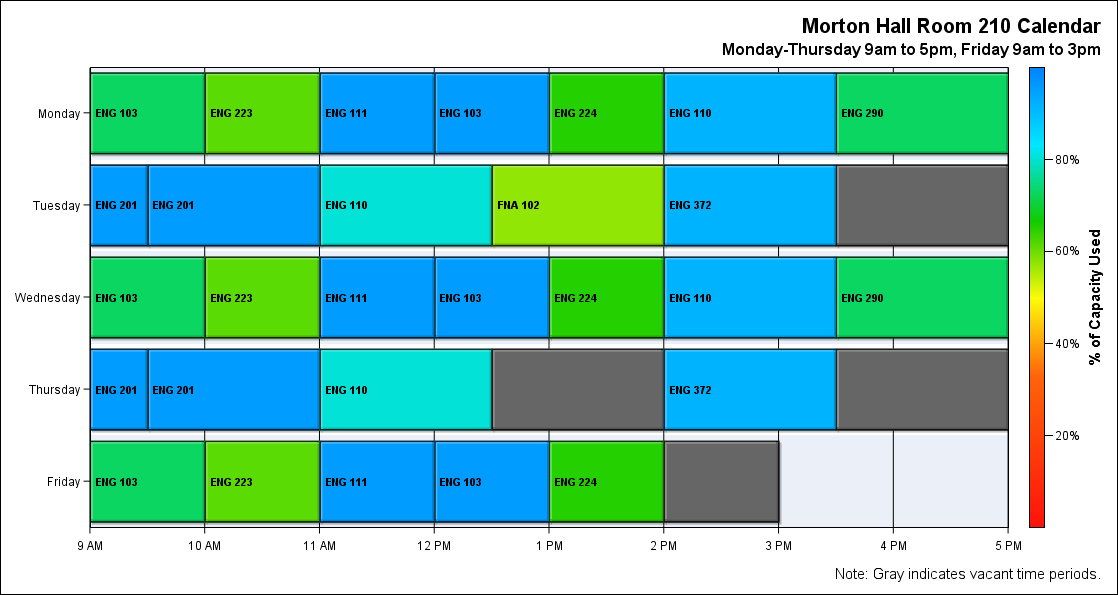 Morton Hall Room 210 Calendar
Monday-Thursday 9am to 5pm, Friday 9am to 3pm
Monday ENG 103 ENG 223 ENG 111 ENG 103 ENG 224 ENG 110 ENG 290
Tuesday ENG 201 ENG 201 ENG 110 FNA 102 ENG 372
Wednesday ENG 103 ENG 223 ENG 111 ENG 103 ENG 224 ENG 110 ENG 290
Thursday ENG 201 ENG 201 ENG 110 ENG 372
Friday ENG 103 ENG 223 ENG 111 ENG 103 ENG 224
9 AM 10 AM 11 AM 12 PM 1 PM 2 PM 3 PM 4 PM 5 PM
80%
60%
40%
20%
% of Capacity Used
Note: Gray indicates vacant time periods.